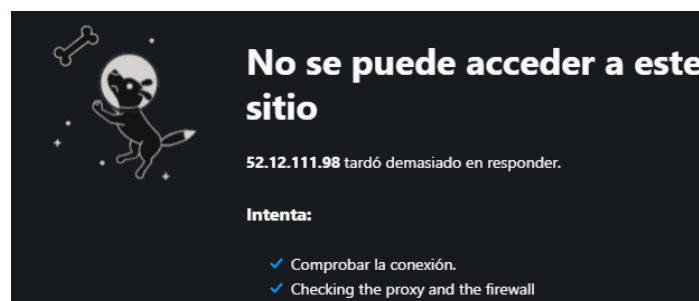 No se puede acceder a este
sitio
52.12.111.98 tardó demasiado en responder.
Intenta:
Comprobar la conexión.
Checking the proxy and the firewall